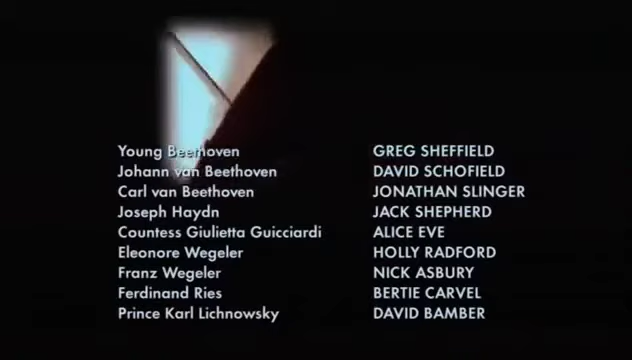 Young Beethoven GREG SHEFFIELD
Johann van Beethoven DAVID SCHOFIELD
Carl van Beethoven JONATHAN SLINGER
Joseph Haydn JACK SHEPHERD
Countess Giulietta Guicciardi ALICE EVE
Eleonore Wegeler HOLLY RADFORD
Franz Wegeler NICK ASBURY
Ferdinand Ries BERTIE CARVEL
Prince Karl Lichnowsky DAVID BAMBER